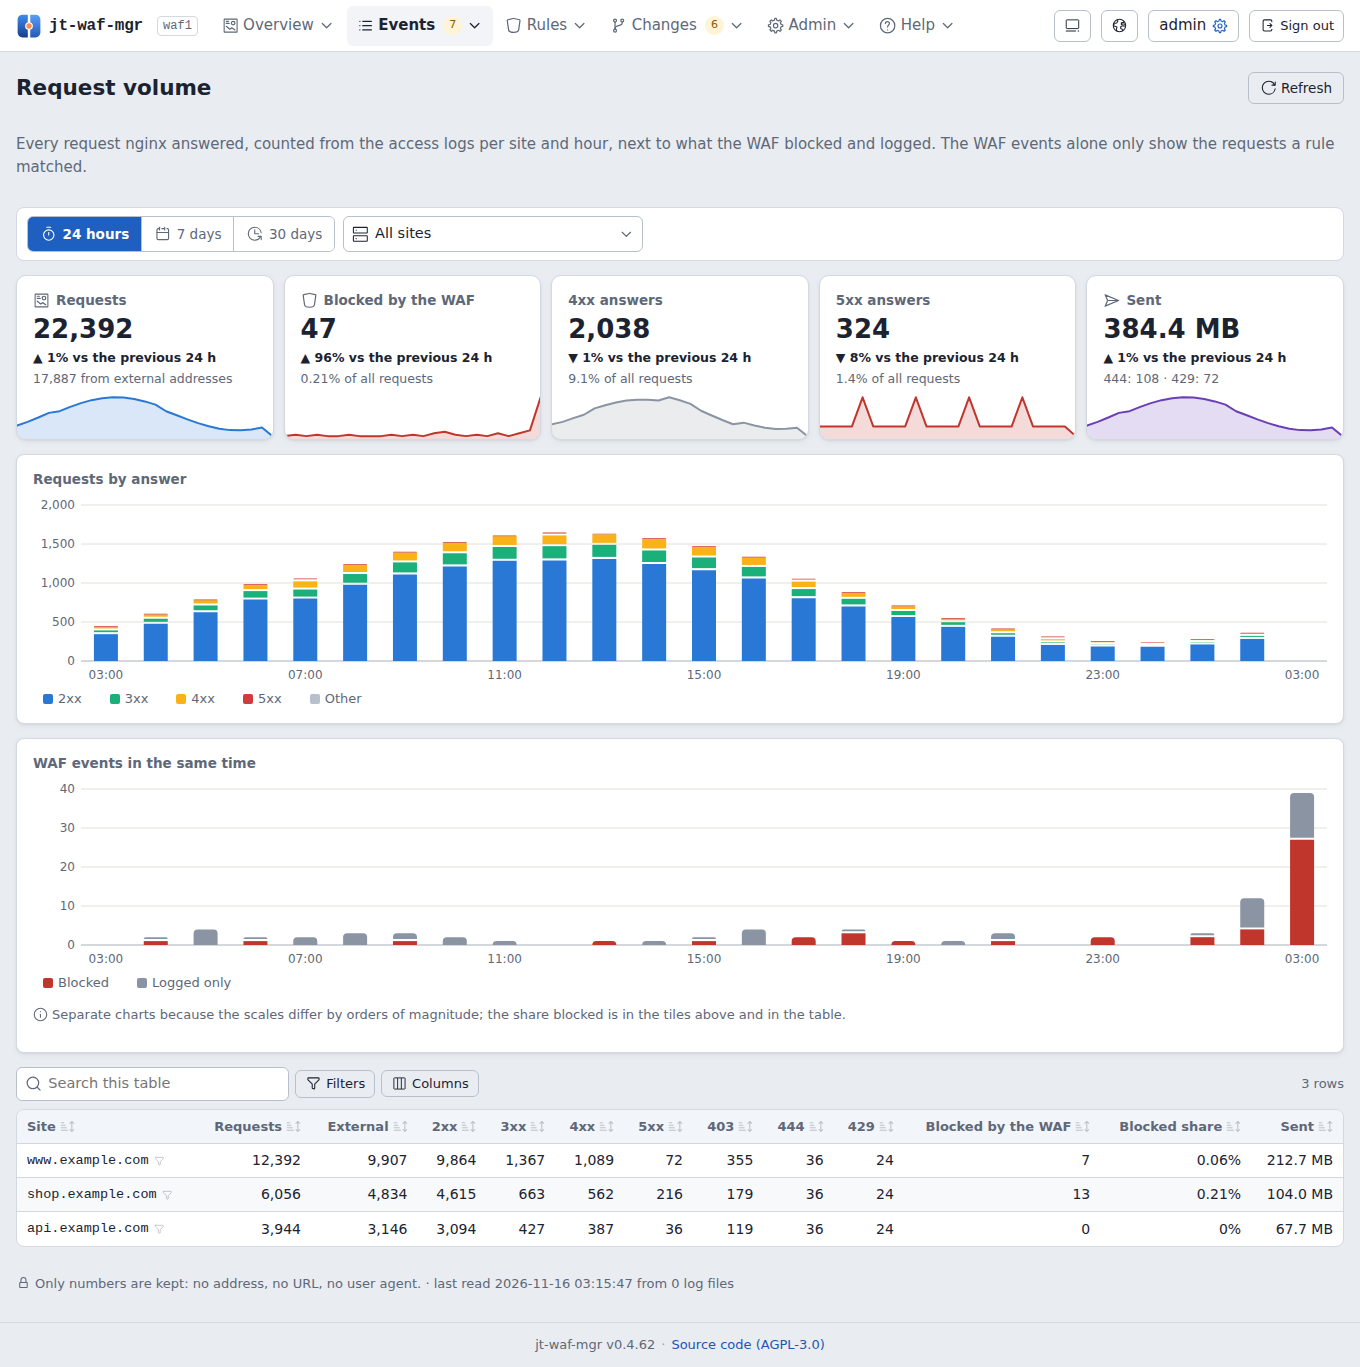 jt-waf-mgr waf1 Overview Events 7 Rules Changes 6 Admin Help admin Sign out
Request volume Refresh
Every request nginx answered, counted from the access logs per site and hour, next to what the WAF blocked and logged. The WAF events alone only show the requests a rule
matched.
24 hours 7 days 30 days All sites
Requests
22,392
▲ 1% vs the previous 24 h
17,887 from external addresses
Blocked by the WAF
47
▲ 96% vs the previous 24 h
0.21% of all requests
4xx answers
2,038
▼ 1% vs the previous 24 h
9.1% of all requests
5xx answers
324
▼ 8% vs the previous 24 h
1.4% of all requests
Sent
384.4 MB
▲ 1% vs the previous 24 h
444: 108 · 429: 72
Requests by answer
2,000
1,500
1,000
500
0
03:00 07:00 11:00 15:00 19:00 23:00 03:00
2xx 3xx 4xx 5xx Other
WAF events in the same time
40
30
20
10
0
03:00 07:00 11:00 15:00 19:00 23:00 03:00
Blocked Logged only
Separate charts because the scales differ by orders of magnitude; the share blocked is in the tiles above and in the table.
Search this table Filters Columns 3 rows
Site Requests External 2xx 3xx 4xx 5xx 403 444 429 Blocked by the WAF Blocked share Sent
www.example.com 12,392 9,907 9,864 1,367 1,089 72 355 36 24 7 0.06% 212.7 MB
shop.example.com 6,056 4,834 4,615 663 562 216 179 36 24 13 0.21% 104.0 MB
api.example.com 3,944 3,146 3,094 427 387 36 119 36 24 0 0% 67.7 MB
Only numbers are kept: no address, no URL, no user agent. · last read 2026-11-16 03:15:47 from 0 log files
jt-waf-mgr v0.4.62 · Source code (AGPL-3.0)